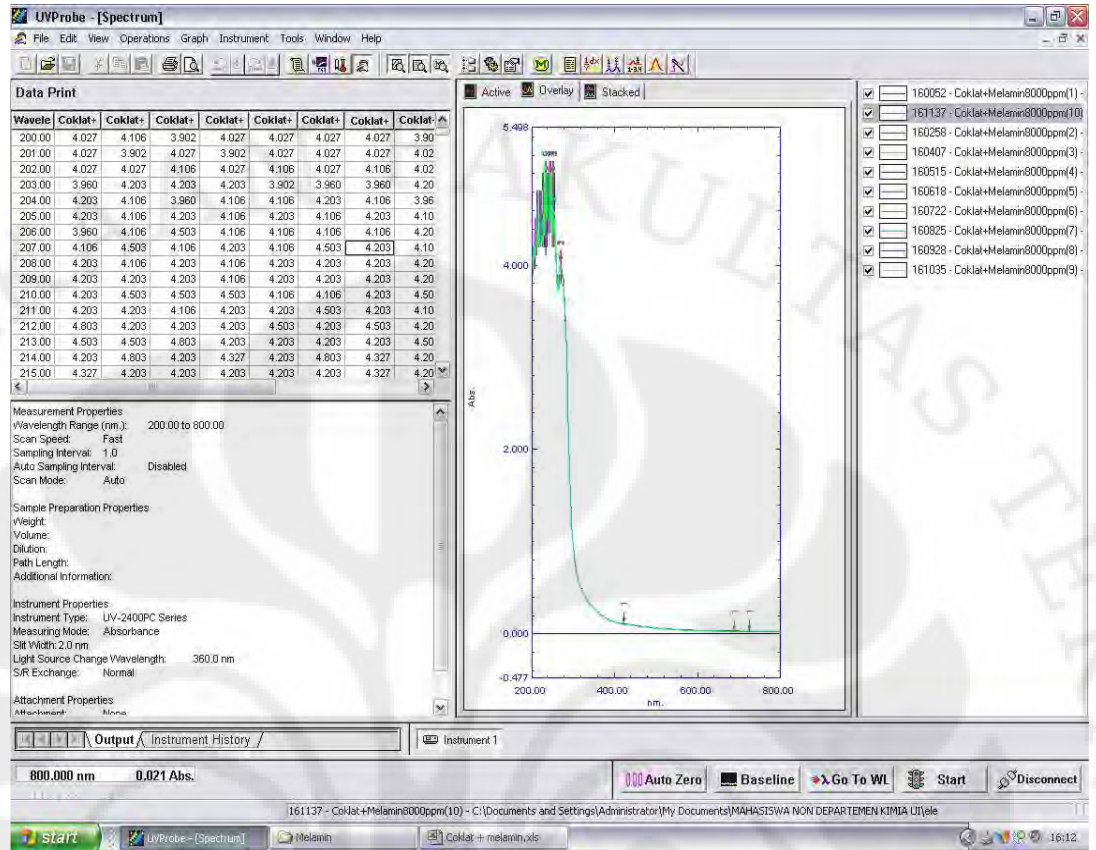 UVProbe - [Spectrum]
File Edit View Operations Graph Instrument Tools Window Help
Data Print
Wavele Coklat+ Coklat+ Coklat+ Coklat+ Coklat+ Coklat+ Coklat+ Coklat-
200.00 4.027 4.106 3.902 4.027 4.027 4.027 4.027 3.90
201.00 4.027 3.902 4.027 3.902 4.027 4.027 4.027 4.02
202.00 4.027 4.027 4.106 4.027 4.106 4.027 4.106 4.02
203.00 3.960 4.203 4.203 4.203 3.902 3.960 3.960 4.20
204.00 4.203 4.106 3.960 4.106 4.106 4.203 4.106 3.96
205.00 4.203 4.106 4.106 4.203 4.106 4.203 4.106 4.10
206.00 3.960 4.106 4.503 4.106 4.503 4.106 4.106 4.20
207.00 4.106 4.503 4.106 4.203 4.106 4.503 4.203 4.10
208.00 4.203 4.106 4.203 4.106 4.203 4.203 4.203 4.20
209.00 4.203 4.203 4.203 4.203 4.106 4.203 4.203 4.20
210.00 4.203 4.503 4.503 4.503 4.106 4.106 4.203 4.50
211.00 4.203 4.203 4.106 4.203 4.203 4.503 4.203 4.10
212.00 4.803 4.203 4.203 4.203 4.503 4.203 4.503 4.20
213.00 4.503 4.503 4.803 4.203 4.203 4.203 4.203 4.50
214.00 4.203 4.803 4.203 4.327 4.203 4.803 4.327 4.20
215.00 4.327 4.203 4.203 4.203 4.203 4.203 4.327 4.20
Measurement Properties
Wavelength Range (nm.): 200.00 to 800.00
Scan Speed: Fast
Sampling Interval: 1.0
Auto Sampling Interval: Disabled
Scan Mode: Auto
Sample Preparation Properties
Weight:
Volume:
Dilution:
Path Length:
Additional Information:
Instrument Properties
Instrument Type: UV-2400PC Series
Measuring Mode: Absorbance
Slit Width: 2.0 nm
Light Source Change Wavelength: 360.0 nm
S/R Exchange: Normal
Attachment Properties
Attachment: None
Active Overlay Stacked
5.498
4.000
2.000
0.000
-0.477
Abs.
200.00 400.00 600.00 800.00
nm.
160052 - Coklat+Melamin8000ppm(1) -
161137 - Coklat+Melamin8000ppm(10)
160258 - Coklat+Melamin8000ppm(2) -
160407 - Coklat+Melamin8000ppm(3) -
160515 - Coklat+Melamin8000ppm(4) -
160618 - Coklat+Melamin8000ppm(5) -
160722 - Coklat+Melamin8000ppm(6) -
160825 - Coklat+Melamin8000ppm(7) -
160928 - Coklat+Melamin8000ppm(8) -
161035 - Coklat+Melamin8000ppm(9) -
Output Instrument History
Instrument 1
800.000 nm 0.021 Abs.
Auto Zero Baseline Go To WL Start Disconnect
161137 - Coklat+Melamin8000ppm(10) - C:\Documents and Settings\Administrator\My Documents\MAHASISWA NON DEPARTEMEN KIMIA UI\ele
start UVProbe - [Spectrum] Melamin Coklat + melamin.xls 16:12
AKULTAS TE